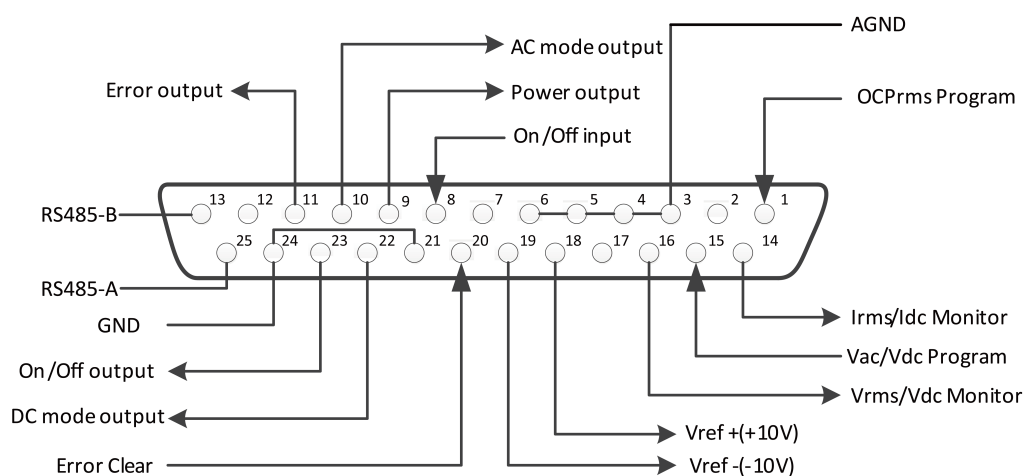 AGND
AC mode output
Error output
Power output
OCPrms Program
On/Off input
13 12 11 10 9 8 7 6 5 4 3 2 1
RS485-B
25 24 23 22 21 20 19 18 17 16 15 14
RS485-A
GND
Irms/Idc Monitor
Vac/Vdc Program
On/Off output
Vrms/Vdc Monitor
DC mode output
Vref +(+10V)
Error Clear
Vref -(-10V)